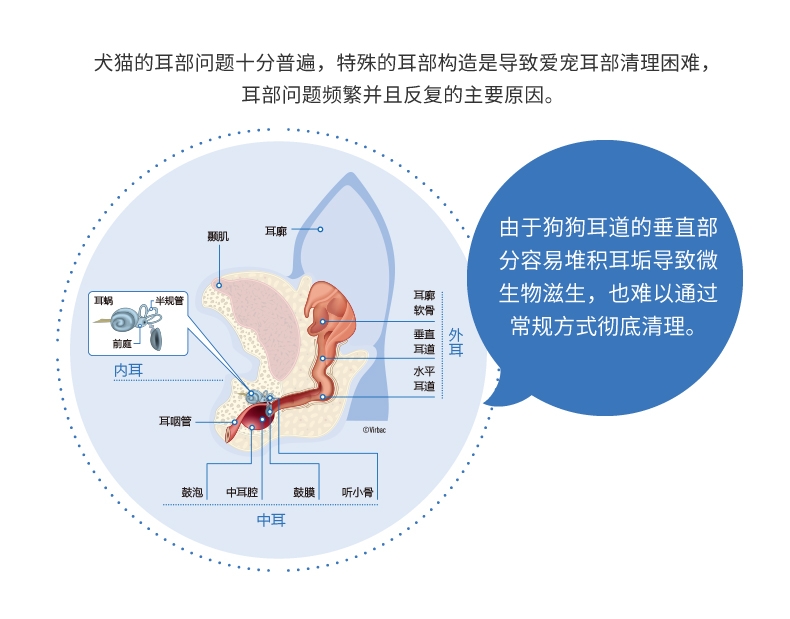 犬猫的耳部问题十分普遍，特殊的耳部构造是导致爱宠耳部清理困难，
耳部问题频繁并且反复的主要原因。
由于狗狗耳道的垂直部
分容易堆积耳垢导致微
生物滋生，也难以通过
常规方式彻底清理。
颞肌
耳廓
耳蜗
半规管
前庭
内耳
耳廓
软骨
垂直
耳道
水平
耳道
外耳
耳咽管
©Virbac
鼓泡
中耳腔
鼓膜
听小骨
中耳